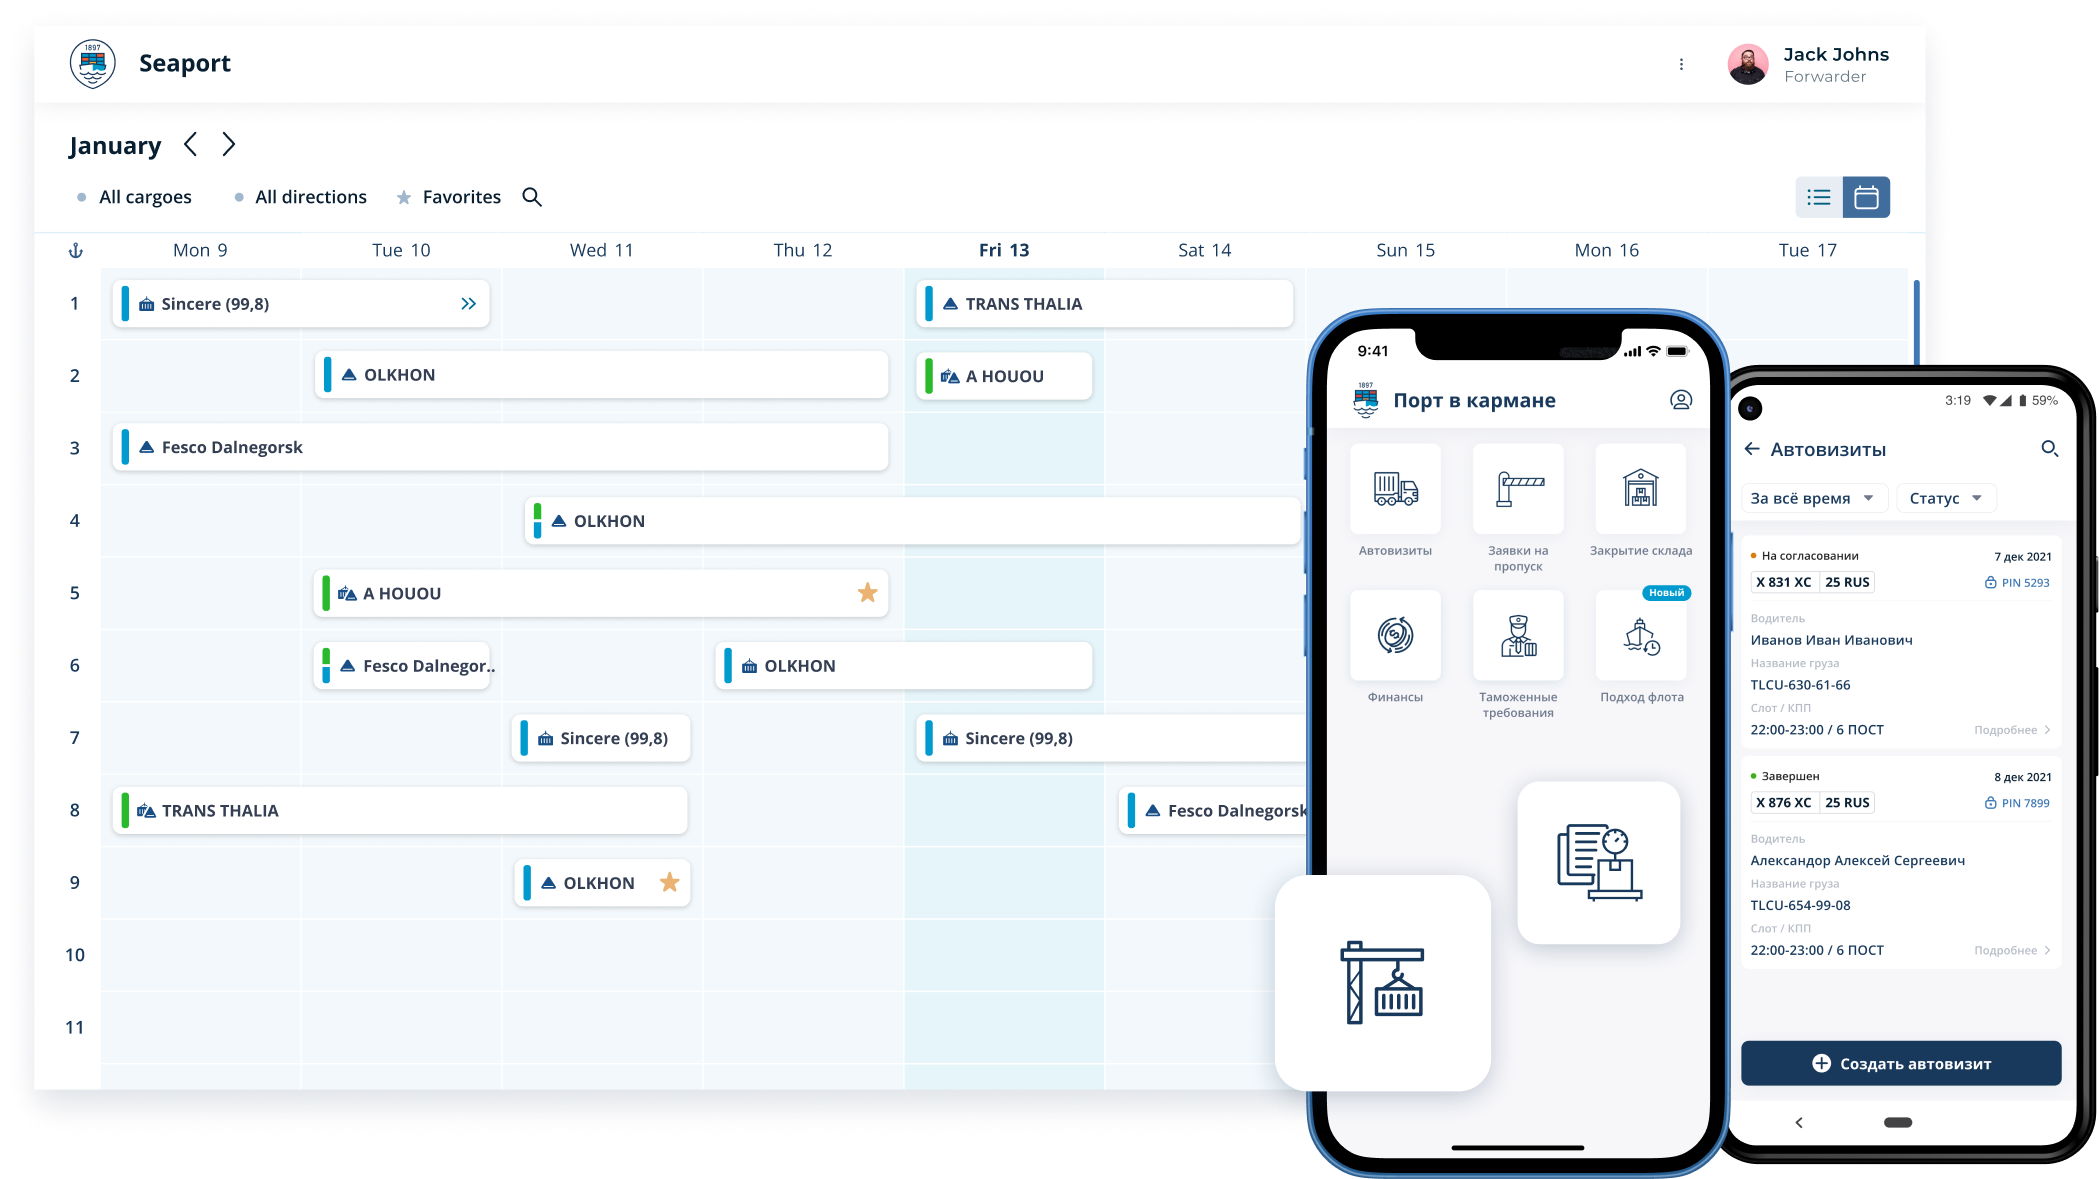 1897
Seaport
Jack Johns
Forwarder
January
All cargoes
All directions
Favorites
Mon 9
Tue 10
Wed 11
Thu 12
Fri 13
Sat 14
Sun 15
Mon 16
Tue 17
1
Sincere (99,8)
TRANS THALIA
2
OLKHON
A HOUOU
3
Fesco Dalnegorsk
4
OLKHON
5
A HOUOU
6
Fesco Dalnegor..
OLKHON
7
Sincere (99,8)
Sincere (99,8)
8
TRANS THALIA
Fesco Dalnegorsk
9
OLKHON
10
11
9:41
1897
Порт в кармане
Автовизиты
Заявки на
пропуск
Закрытие склада
Новый
Финансы
Таможенные
требования
Подход флота
3:19
59%
Автовизиты
За всё время
Статус
На согласовании
7 дек 2021
X 831 XC
25 RUS
PIN 5293
Водитель
Иванов Иван Иванович
Название груза
TLCU-630-61-66
Слот / КПП
22:00-23:00 / 6 ПОСТ
Подробнее
Завершен
8 дек 2021
X 876 XC
25 RUS
PIN 7899
Водитель
Александор Алексей Сергеевич
Название груза
TLCU-654-99-08
Слот / КПП
22:00-23:00 / 6 ПОСТ
Подробнее
Создать автовизит